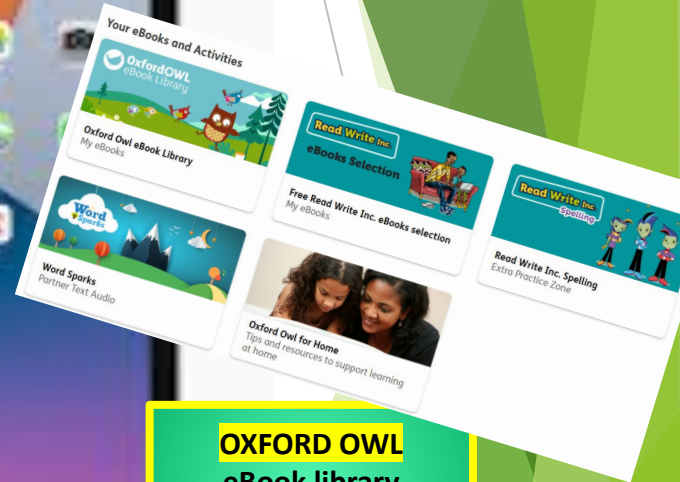 Your eBooks and Activities
OxfordOWL
eBook Library
Oxford Owl eBook Library
My eBooks
Read Write Inc.
eBooks Selection
Free Read Write Inc. eBooks selection
My eBooks
Read Write Inc.
Spelling
Read Write Inc. Spelling
Extra Practice Zone
Word
Sparks
Word Sparks
Partner Text Audio
Oxford Owl for Home
Tips and resources to support learning
at home
OXFORD OWL
eBook library